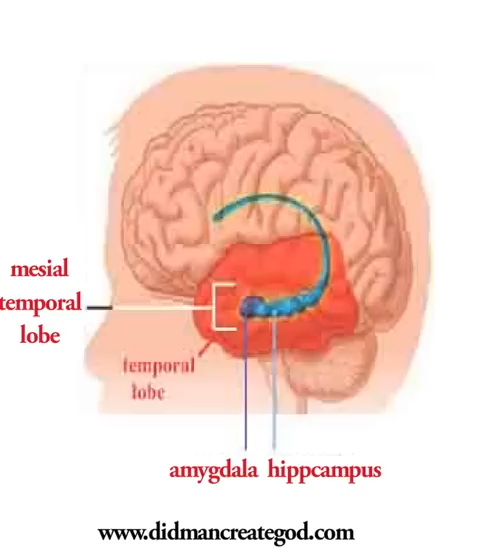 mesial
temporal
lobe
temporal
lobe
amygdala hippcampus
www.didmancreategod.com